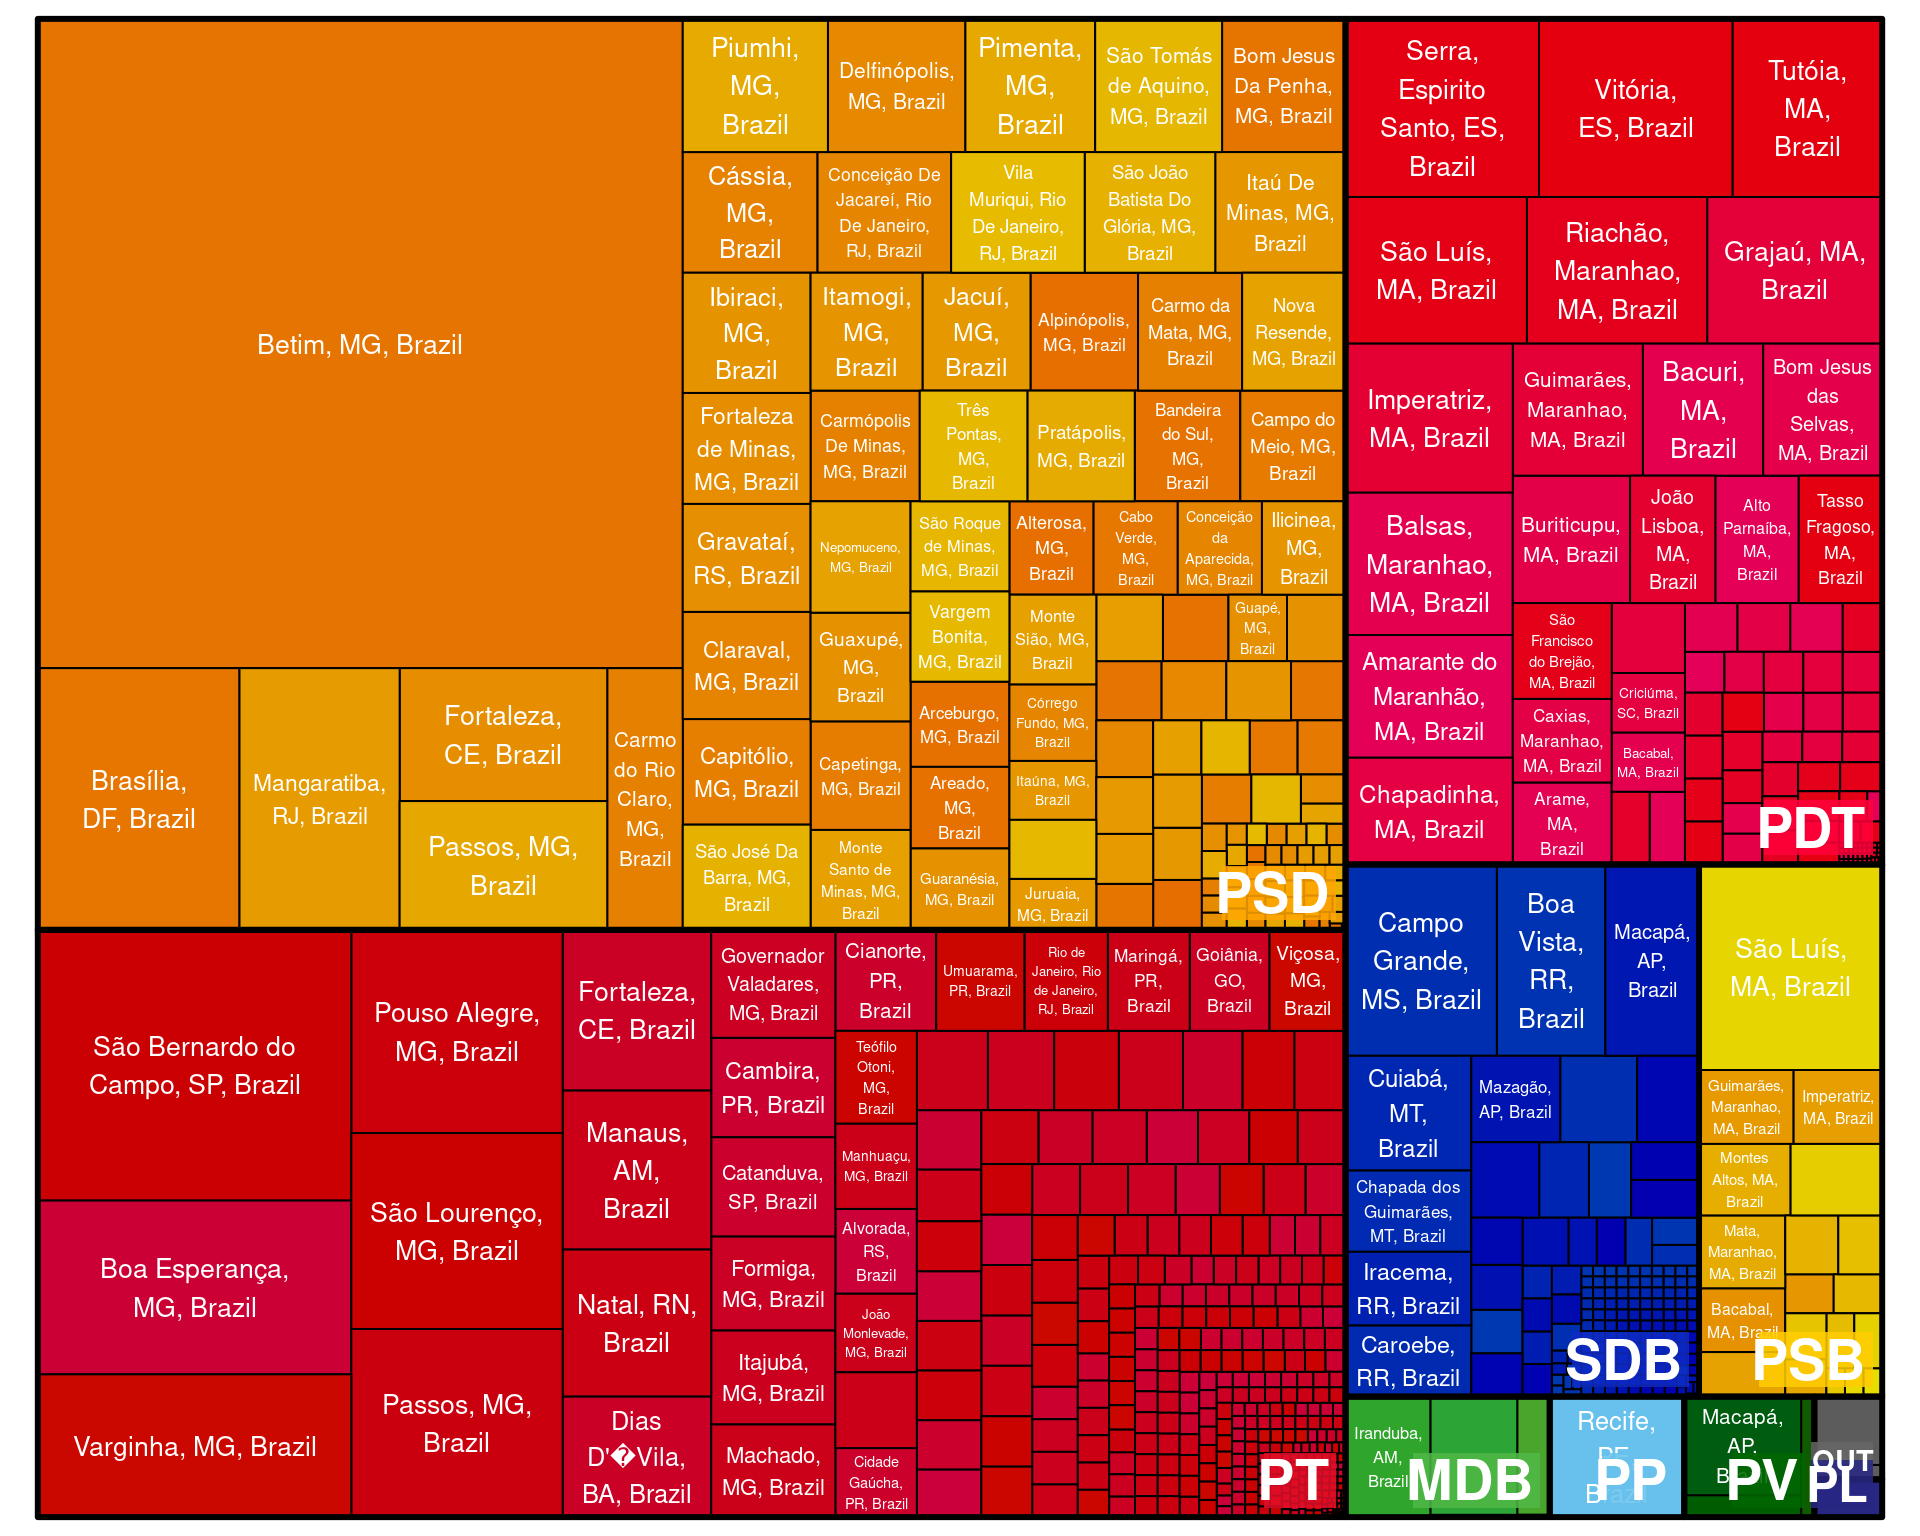 Betim, MG, Brazil
Brasília,
DF, Brazil
Mangaratiba,
RJ, Brazil
Fortaleza,
CE, Brazil
Passos, MG,
Brazil
Carmo
do Rio
Claro,
MG,
Brazil
Piumhi,
MG,
Brazil
Delfinópolis,
MG, Brazil
Pimenta,
MG,
Brazil
São Tomás
de Aquino,
MG, Brazil
Bom Jesus
Da Penha,
MG, Brazil
Cássia,
MG,
Brazil
Conceição De
Jacareí, Rio
De Janeiro,
RJ, Brazil
Vila
Muriqui, Rio
De Janeiro,
RJ, Brazil
São João
Batista Do
Glória, MG,
Brazil
Itaú De
Minas, MG,
Brazil
Ibiraci,
MG,
Brazil
Itamogi,
MG,
Brazil
Jacuí,
MG,
Brazil
Alpinópolis,
MG, Brazil
Carmo da
Mata, MG,
Brazil
Nova
Resende,
MG, Brazil
Fortaleza
de Minas,
MG, Brazil
Carmópolis
De Minas,
MG, Brazil
Três
Pontas,
MG,
Brazil
Pratápolis,
MG, Brazil
Bandeira
do Sul,
MG,
Brazil
Campo do
Meio, MG,
Brazil
Gravataí,
RS, Brazil
Nepomuceno,
MG, Brazil
São Roque
de Minas,
MG, Brazil
Alterosa,
MG,
Brazil
Cabo
Verde,
MG,
Brazil
Conceição
da
Aparecida,
MG, Brazil
Ilicinea,
MG,
Brazil
Claraval,
MG, Brazil
Guaxupé,
MG,
Brazil
Vargem
Bonita,
MG, Brazil
Monte
Sião, MG,
Brazil
Guapé,
MG,
Brazil
Capitólio,
MG, Brazil
Capetinga,
MG, Brazil
Arceburgo,
MG, Brazil
Córrego
Fundo, MG,
Brazil
Areado,
MG,
Brazil
Itaúna, MG,
Brazil
São José Da
Barra, MG,
Brazil
Monte
Santo de
Minas, MG,
Brazil
Guaranésia,
MG, Brazil
Juruaia,
MG, Brazil
PSD
Serra,
Espirito
Santo, ES,
Brazil
Vitória,
ES, Brazil
Tutóia,
MA,
Brazil
São Luís,
MA, Brazil
Riachão,
Maranhao,
MA, Brazil
Grajaú, MA,
Brazil
Imperatriz,
MA, Brazil
Guimarães,
Maranhao,
MA, Brazil
Bacuri,
MA,
Brazil
Bom Jesus
das
Selvas,
MA, Brazil
Balsas,
Maranhao,
MA, Brazil
Buriticupu,
MA, Brazil
João
Lisboa,
MA,
Brazil
Alto
Parnaíba,
MA,
Brazil
Tasso
Fragoso,
MA,
Brazil
Amarante do
Maranhão,
MA, Brazil
São
Francisco
do Brejão,
MA, Brazil
Criciúma,
SC, Brazil
Caxias,
Maranhao,
MA, Brazil
Bacabal,
MA, Brazil
Chapadinha,
MA, Brazil
Arame,
MA,
Brazil
PDT
São Bernardo do
Campo, SP, Brazil
Boa Esperança,
MG, Brazil
Varginha, MG, Brazil
Pouso Alegre,
MG, Brazil
São Lourenço,
MG, Brazil
Passos, MG,
Brazil
Fortaleza,
CE, Brazil
Manaus,
AM,
Brazil
Natal, RN,
Brazil
Dias
D'�Vila,
BA, Brazil
Governador
Valadares,
MG, Brazil
Cambira,
PR, Brazil
Catanduva,
SP, Brazil
Formiga,
MG, Brazil
Itajubá,
MG, Brazil
Machado,
MG, Brazil
Cianorte,
PR,
Brazil
Umuarama,
PR, Brazil
Rio de
Janeiro, Rio
de Janeiro,
RJ, Brazil
Maringá,
PR,
Brazil
Goiânia,
GO,
Brazil
Viçosa,
MG,
Brazil
Teófilo
Otoni,
MG,
Brazil
Manhuaçu,
MG, Brazil
Alvorada,
RS,
Brazil
João
Monlevade,
MG, Brazil
Cidade
Gaúcha,
PR, Brazil
PT
Campo
Grande,
MS, Brazil
Boa
Vista,
RR,
Brazil
Macapá,
AP,
Brazil
Cuiabá,
MT,
Brazil
Mazagão,
AP, Brazil
Chapada dos
Guimarães,
MT, Brazil
Iracema,
RR, Brazil
Caroebe,
RR, Brazil
SDB
São Luís,
MA, Brazil
Guimarães,
Maranhao,
MA, Brazil
Imperatriz,
MA, Brazil
Montes
Altos, MA,
Brazil
Mata,
Maranhao,
MA, Brazil
Bacabal,
MA, Brazil
PSB
Iranduba,
AM,
Brazil
MDB
Recife,
PE,
Brazil
PP
Macapá,
AP,
PV
OUT
PL